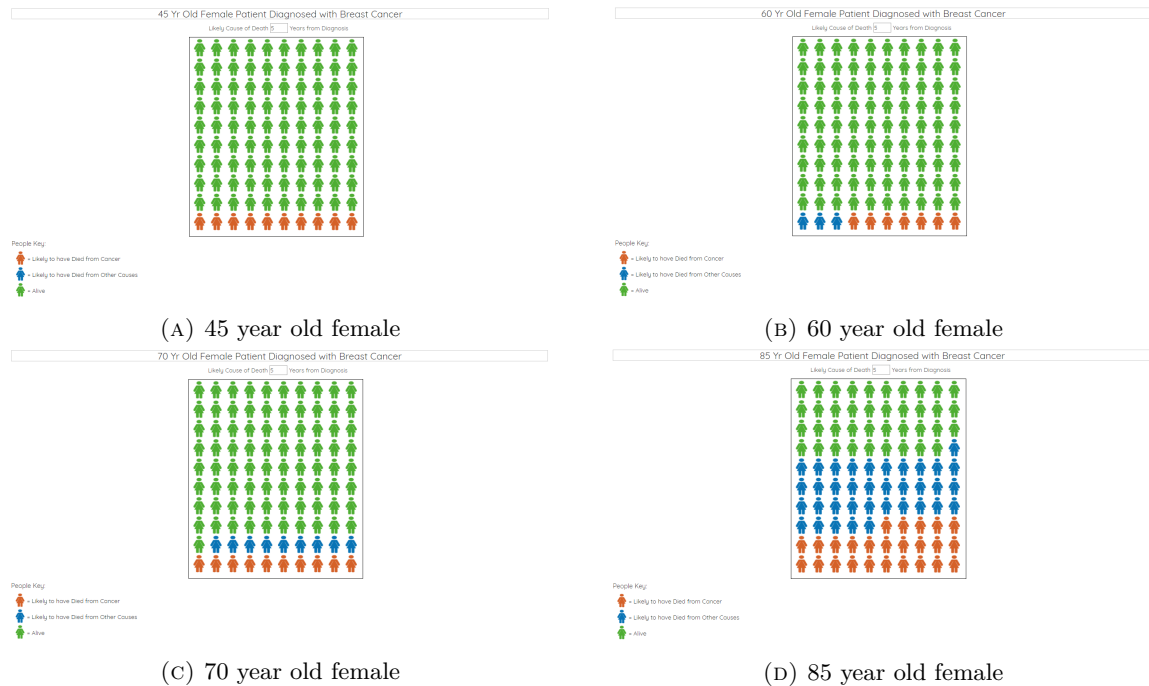 45 Yr Old Female Patient Diagnosed with Breast Cancer
Likely Cause of Death 5 Years from Diagnosis
People Key:
= Likely to have Died from Cancer
= Likely to have Died from Other Causes
= Alive
(A) 45 year old female
60 Yr Old Female Patient Diagnosed with Breast Cancer
Likely Cause of Death 5 Years from Diagnosis
People Key:
= Likely to have Died from Cancer
= Likely to have Died from Other Causes
= Alive
(B) 60 year old female
70 Yr Old Female Patient Diagnosed with Breast Cancer
Likely Cause of Death 5 Years from Diagnosis
People Key:
= Likely to have Died from Cancer
= Likely to have Died from Other Causes
= Alive
(C) 70 year old female
85 Yr Old Female Patient Diagnosed with Breast Cancer
Likely Cause of Death 5 Years from Diagnosis
People Key:
= Likely to have Died from Cancer
= Likely to have Died from Other Causes
= Alive
(D) 85 year old female